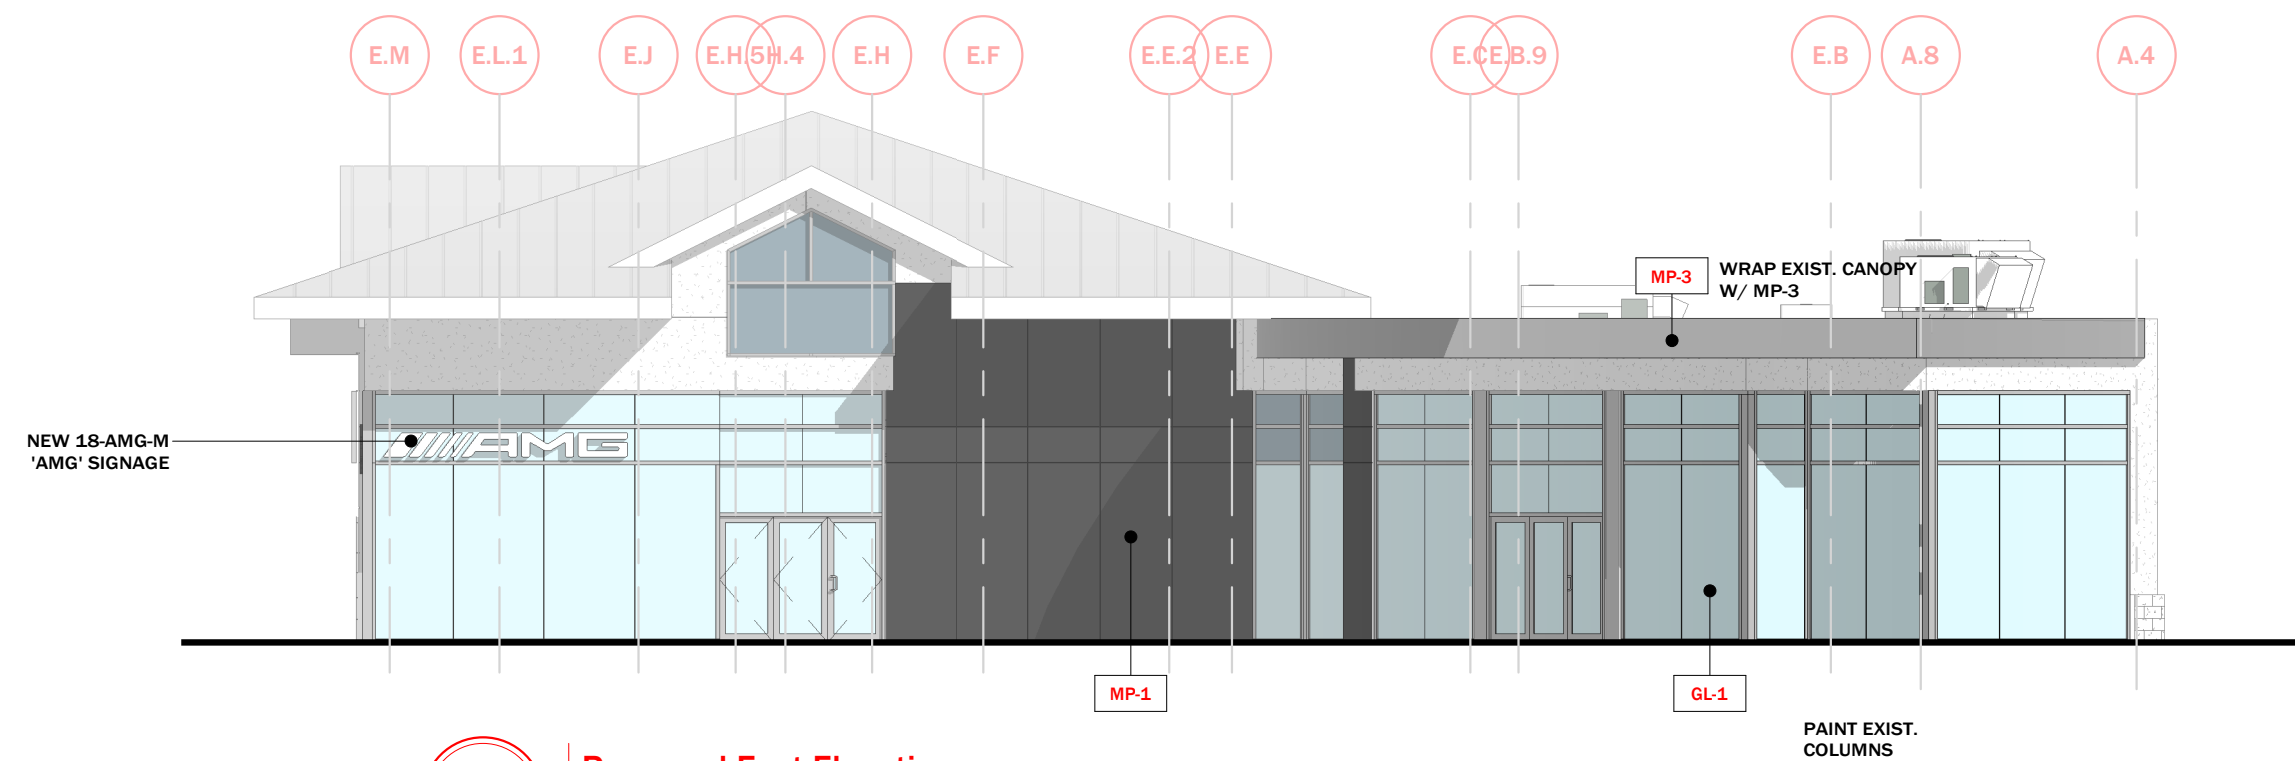 E.M E.L.1 E.J E.H.5 H.4 E.H E.F E.E.2 E.E E.C E.B.9 E.B A.8 A.4
MP-3
WRAP EXIST. CANOPY
W/ MP-3
NEW 18-AMG-M
'AMG' SIGNAGE
AMG
MP-1
GL-1
PAINT EXIST.
COLUMNS